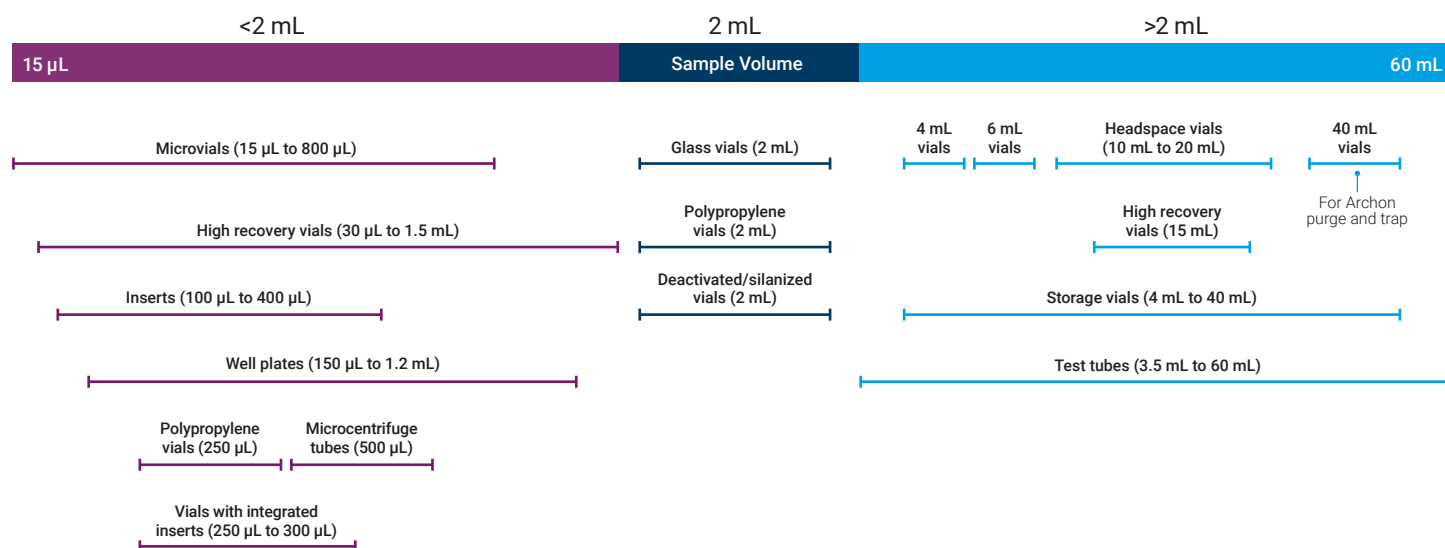 <2 mL
2 mL
>2 mL
15 µL
Sample Volume
60 mL
Microvials (15 µL to 800 µL)
Glass vials (2 mL)
4 mL
vials
6 mL
vials
Headspace vials
(10 mL to 20 mL)
40 mL
vials
For Archon
purge and trap
High recovery vials (30 µL to 1.5 mL)
Polypropylene
vials (2 mL)
High recovery
vials (15 mL)
Inserts (100 µL to 400 µL)
Deactivated/silanized
vials (2 mL)
Storage vials (4 mL to 40 mL)
Well plates (150 µL to 1.2 mL)
Test tubes (3.5 mL to 60 mL)
Polypropylene
vials (250 µL)
Microcentrifuge
tubes (500 µL)
Vials with integrated
inserts (250 µL to 300 µL)